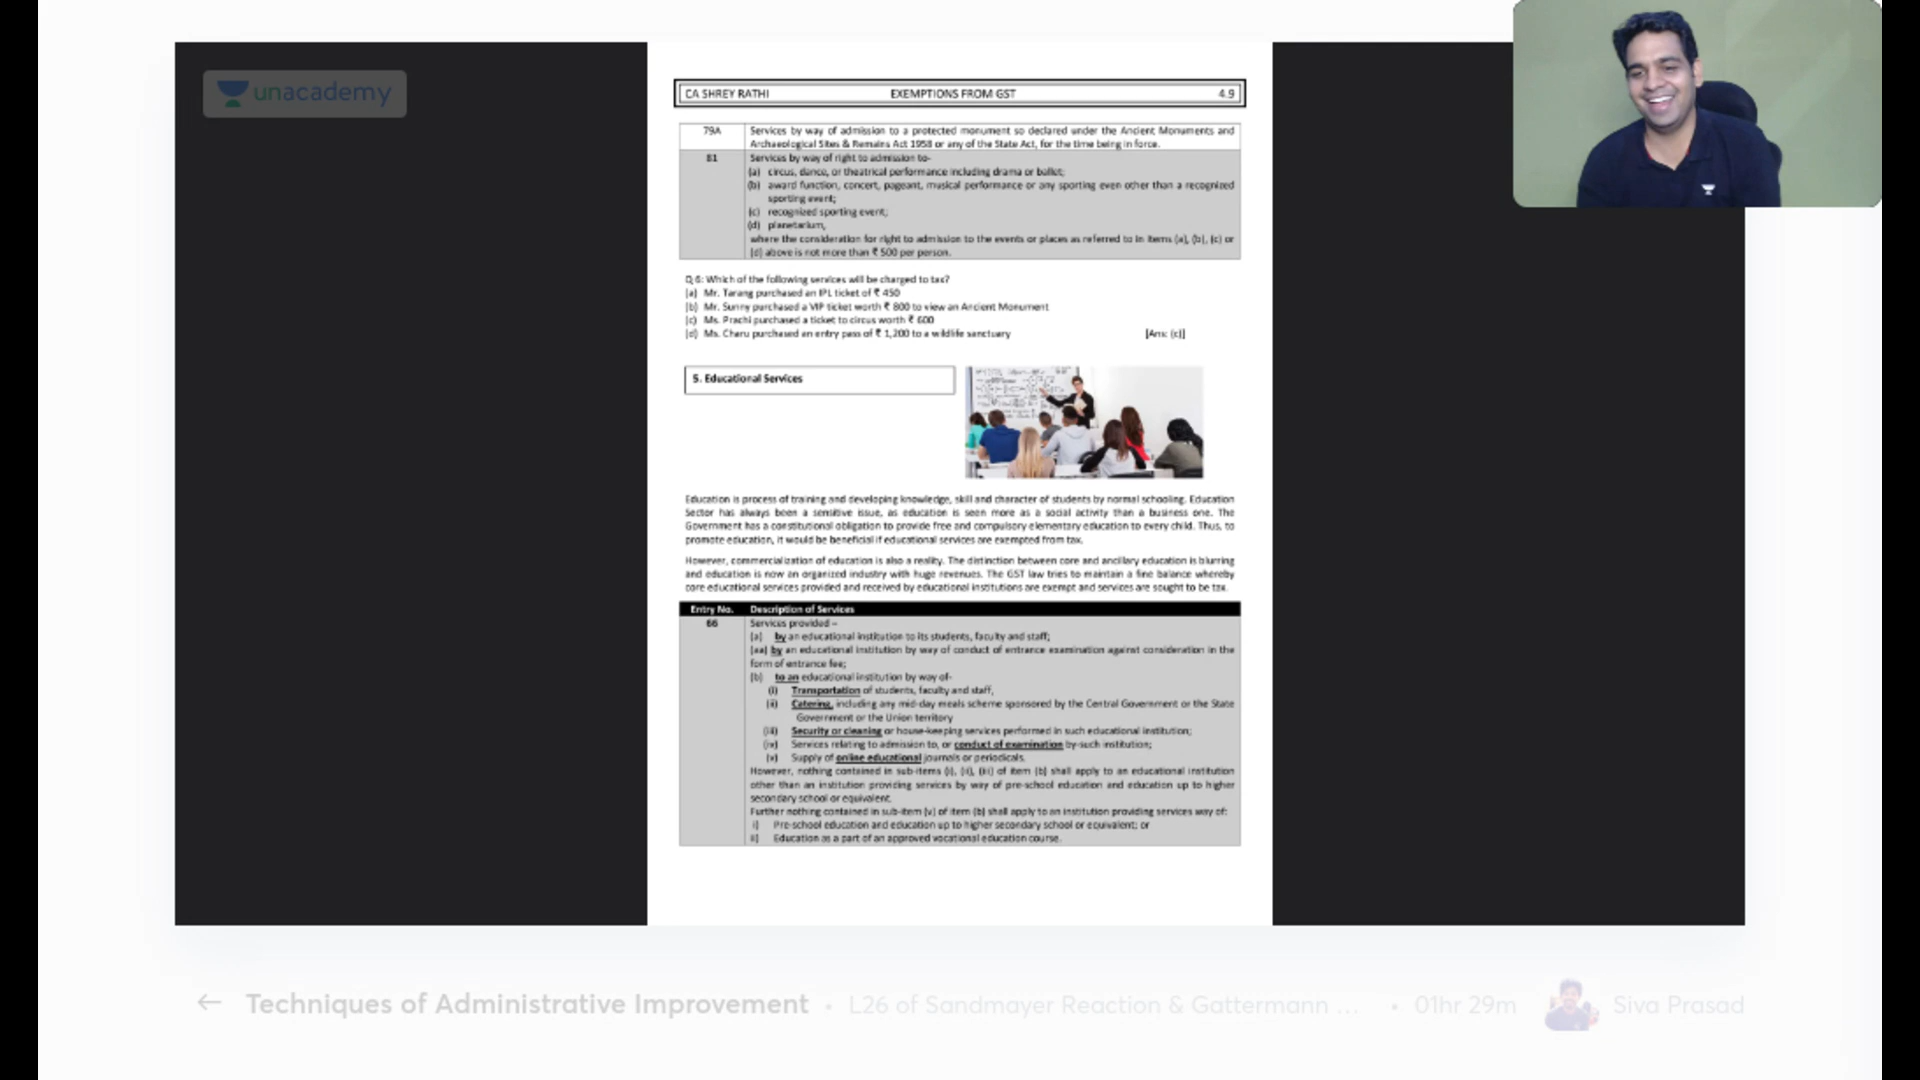 unacademy
CA SHREY RATHI EXEMPTIONS FROM GST 4.9
79A Services by way of admission to a protected monument so declared under the Ancient Monuments and
Archaeological Sites & Remains Act 1958 or any of the State Act, for the time being in force.
81 Services by way of right to admission to-
(a) circus, dance, or theatrical performance including drama or ballet;
(b) award function, concert, pageant, musical performance or any sporting even other than a recognized
sporting event;
(c) recognized sporting event;
(d) planetarium,
where the consideration for right to admission to the events or places as referred to in items (a), (b), (c) or
(d) above is not more than ₹ 500 per person.
Q.6: Which of the following services will be charged to tax?
(a) Mr. Tarang purchased an IPL ticket of ₹ 450
(b) Mr. Sunny purchased a VIP ticket worth ₹ 800 to view an Ancient Monument
(c) Ms. Prachi purchased a ticket to circus worth ₹ 600
(d) Ms. Charu purchased an entry pass of ₹ 1,200 to a wildlife sanctuary [Ans: (c)]
5. Educational Services
Education is process of training and developing knowledge, skill and character of students by normal schooling. Education
Sector has always been a sensitive issue, as education is seen more as a social activity than a business one. The
Government has a constitutional obligation to provide free and compulsory elementary education to every child. Thus, to
promote education, it would be beneficial if educational services are exempted from tax.
However, commercialization of education is also a reality. The distinction between core and ancillary education is blurring
and education is now an organized industry with huge revenues. The GST law tries to maintain a fine balance whereby
core educational services provided and received by educational institutions are exempt and services are sought to be tax.
Entry No. Description of Services
66 Services provided –
(a) by an educational institution to its students, faculty and staff;
(aa) by an educational institution by way of conduct of entrance examination against consideration in the
form of entrance fee;
(b) to an educational institution by way of-
(i) Transportation of students, faculty and staff,
(ii) Catering, including any mid-day meals scheme sponsored by the Central Government or the State
Government or the Union territory
(iii) Security or cleaning or house-keeping services performed in such educational institution;
(iv) Services relating to admission to, or conduct of examination by such institution;
(v) Supply of online educational journals or periodicals.
However, nothing contained in sub-items (i), (ii), (iii) of item (b) shall apply to an educational institution
other than an institution providing services by way of pre-school education and education up to higher
secondary school or equivalent.
Further nothing contained in sub-item (v) of item (b) shall apply to an institution providing services way of:
i) Pre-school education and education up to higher secondary school or equivalent; or
ii) Education as a part of an approved vocational education course.
← Techniques of Administrative Improvement • L26 of Sandmayer Reaction & Gattermann ... • 01hr 29m Siva Prasad